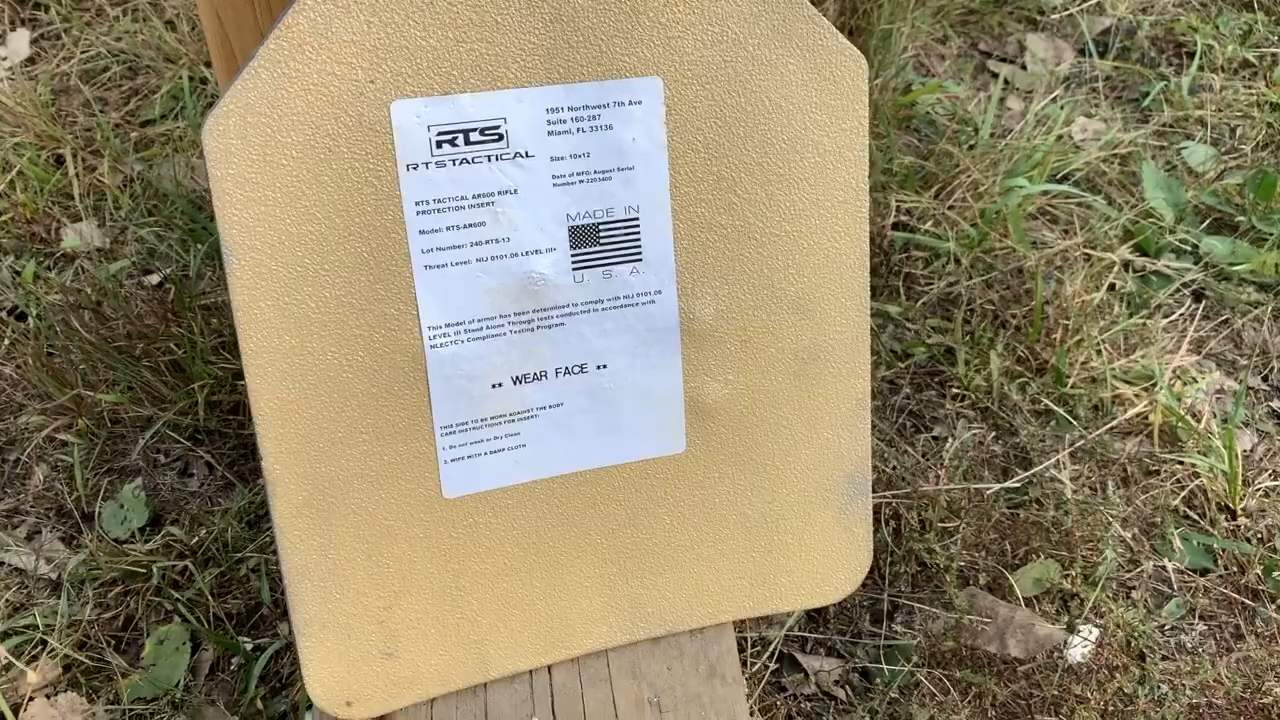 RTS
RTS TACTICAL
1951 Northwest 7th Ave
Suite 160-287
Miami, FL 33136
Size: 10x12
Date of MFG: August Serial
Number W-2203400
RTS TACTICAL AR600 RIFLE
PROTECTION INSERT
Model: RTS-AR600
Lot Number: 240-RTS-13
Threat Level: NIJ 0101.06 LEVEL III+
MADE IN
U. S. A.
This Model of armor has been determined to comply with NIJ 0101.06
LEVEL III Stand Alone Through tests conducted in accordance with
NLECTC's Compliance Testing Program.
** WEAR FACE **
THIS SIDE TO BE WORN AGAINST THE BODY
CARE INSTRUCTIONS FOR INSERT:
1. Do not wash or Dry Clean
2. WIPE WITH A DAMP CLOTH